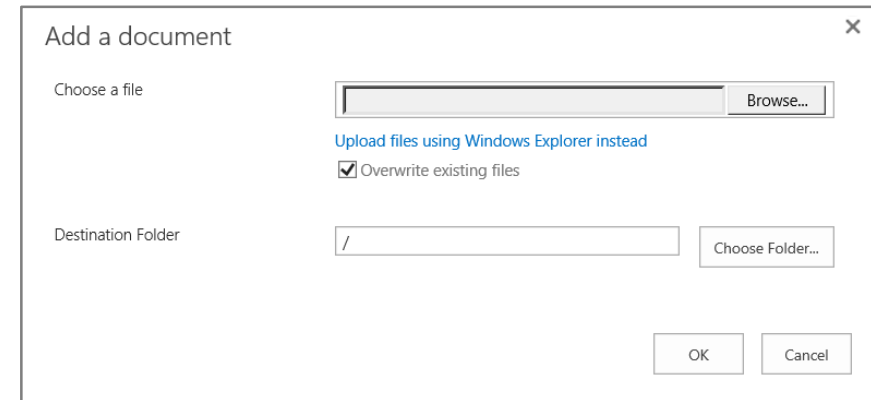 Add a document
Choose a file
Browse...
Upload files using Windows Explorer instead
Overwrite existing files
Destination Folder
/
Choose Folder...
OK
Cancel